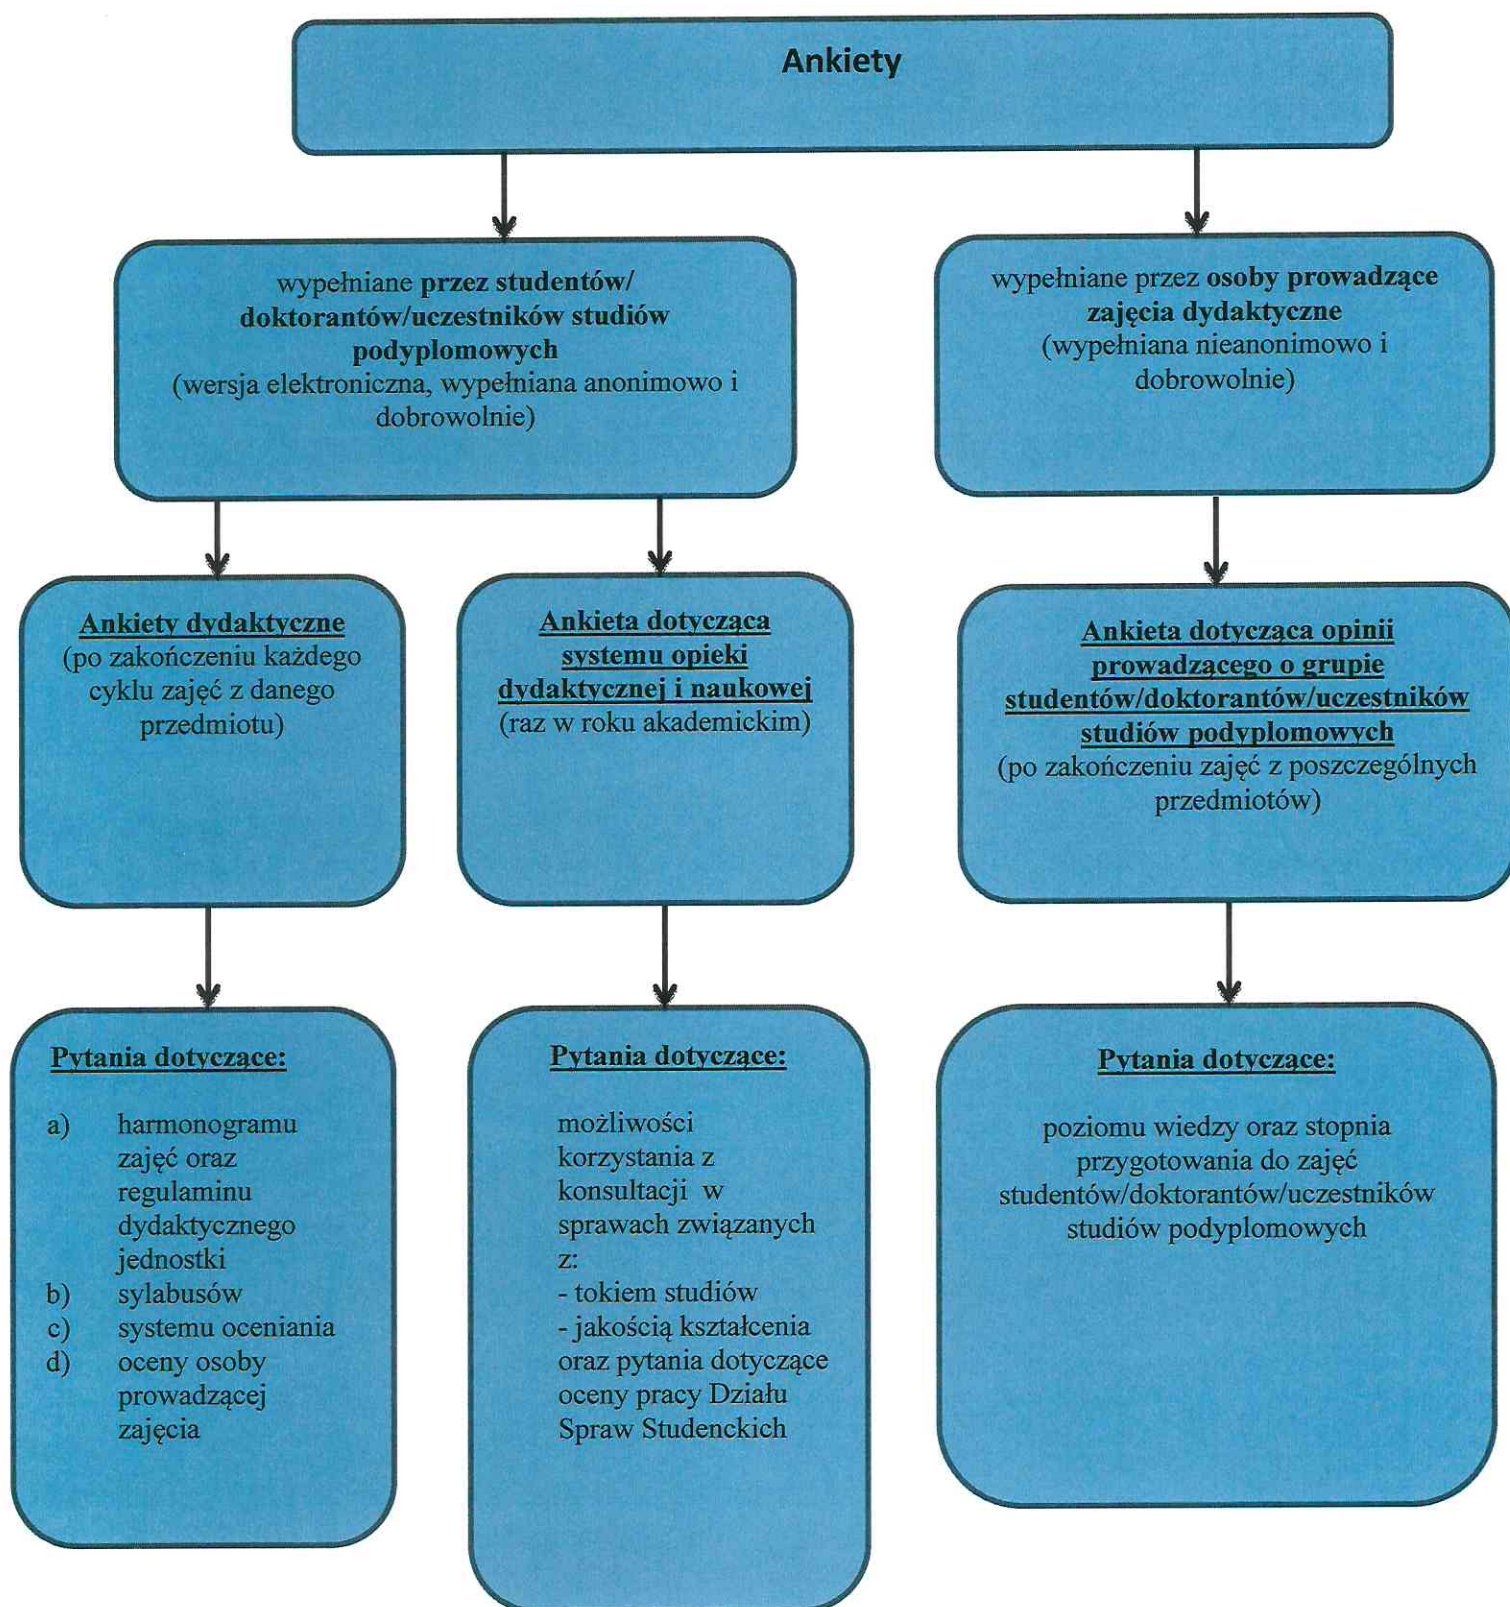 Ankiety
wypełniane przez studentów/
doktorantów/uczestników studiów
podyplomowych
(wersja elektroniczna, wypełniana anonimowo i
dobrowolnie)
wypełniane przez osoby prowadzące
zajęcia dydaktyczne
(wypełniana nieanonimowo i
dobrowolnie)
Ankiety dydaktyczne
(po zakończeniu każdego
cyklu zajęć z danego
przedmiotu)
Ankieta dotycząca
systemu opieki
dydaktycznej i naukowej
(raz w roku akademickim)
Ankieta dotycząca opinii
prowadzącego o grupie
studentów/doktorantów/uczestników
studiów podyplomowych
(po zakończeniu zajęć z poszczególnych
przedmiotów)
Pytania dotyczące:
a) harmonogramu
zajęć oraz
regulaminu
dydaktycznego
jednostki
b) sylabusów
c) systemu oceniania
d) oceny osoby
prowadzącej
zajęcia
Pytania dotyczące:
możliwości
korzystania z
konsultacji w
sprawach związanych
z:
- tokiem studiów
- jakością kształcenia
oraz pytania dotyczące
oceny pracy Działu
Spraw Studenckich
Pytania dotyczące:
poziomu wiedzy oraz stopnia
przygotowania do zajęć
studentów/doktorantów/uczestników
studiów podyplomowych